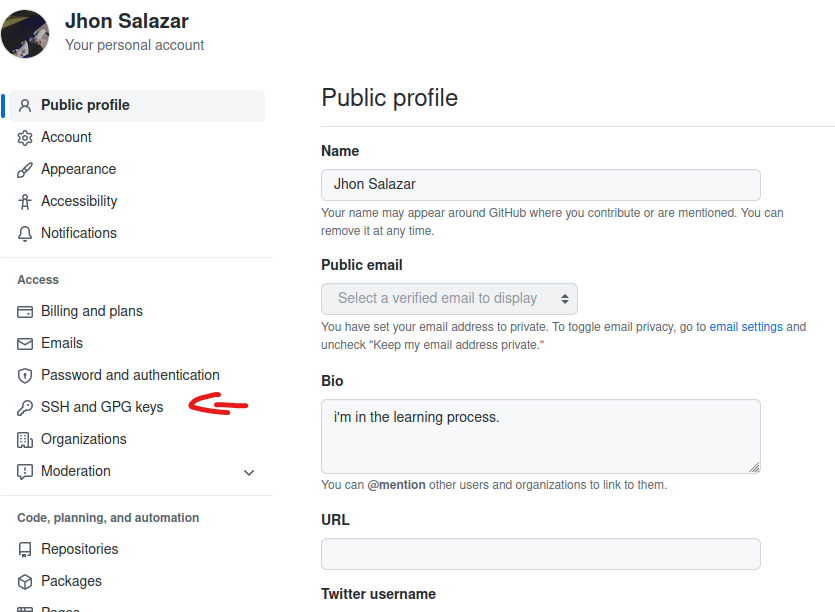 Jhon Salazar
Your personal account
Public profile
Account
Appearance
Accessibility
Notifications
Access
Billing and plans
Emails
Password and authentication
SSH and GPG keys
Organizations
Moderation
Code, planning, and automation
Repositories
Packages
Pages
Public profile
Name
Jhon Salazar
Your name may appear around GitHub where you contribute or are mentioned. You can
remove it at any time.
Public email
Select a verified email to display
You have set your email address to private. To toggle email privacy, go to email settings and
uncheck "Keep my email address private."
Bio
i'm in the learning process.
You can @mention other users and organizations to link to them.
URL
Twitter username